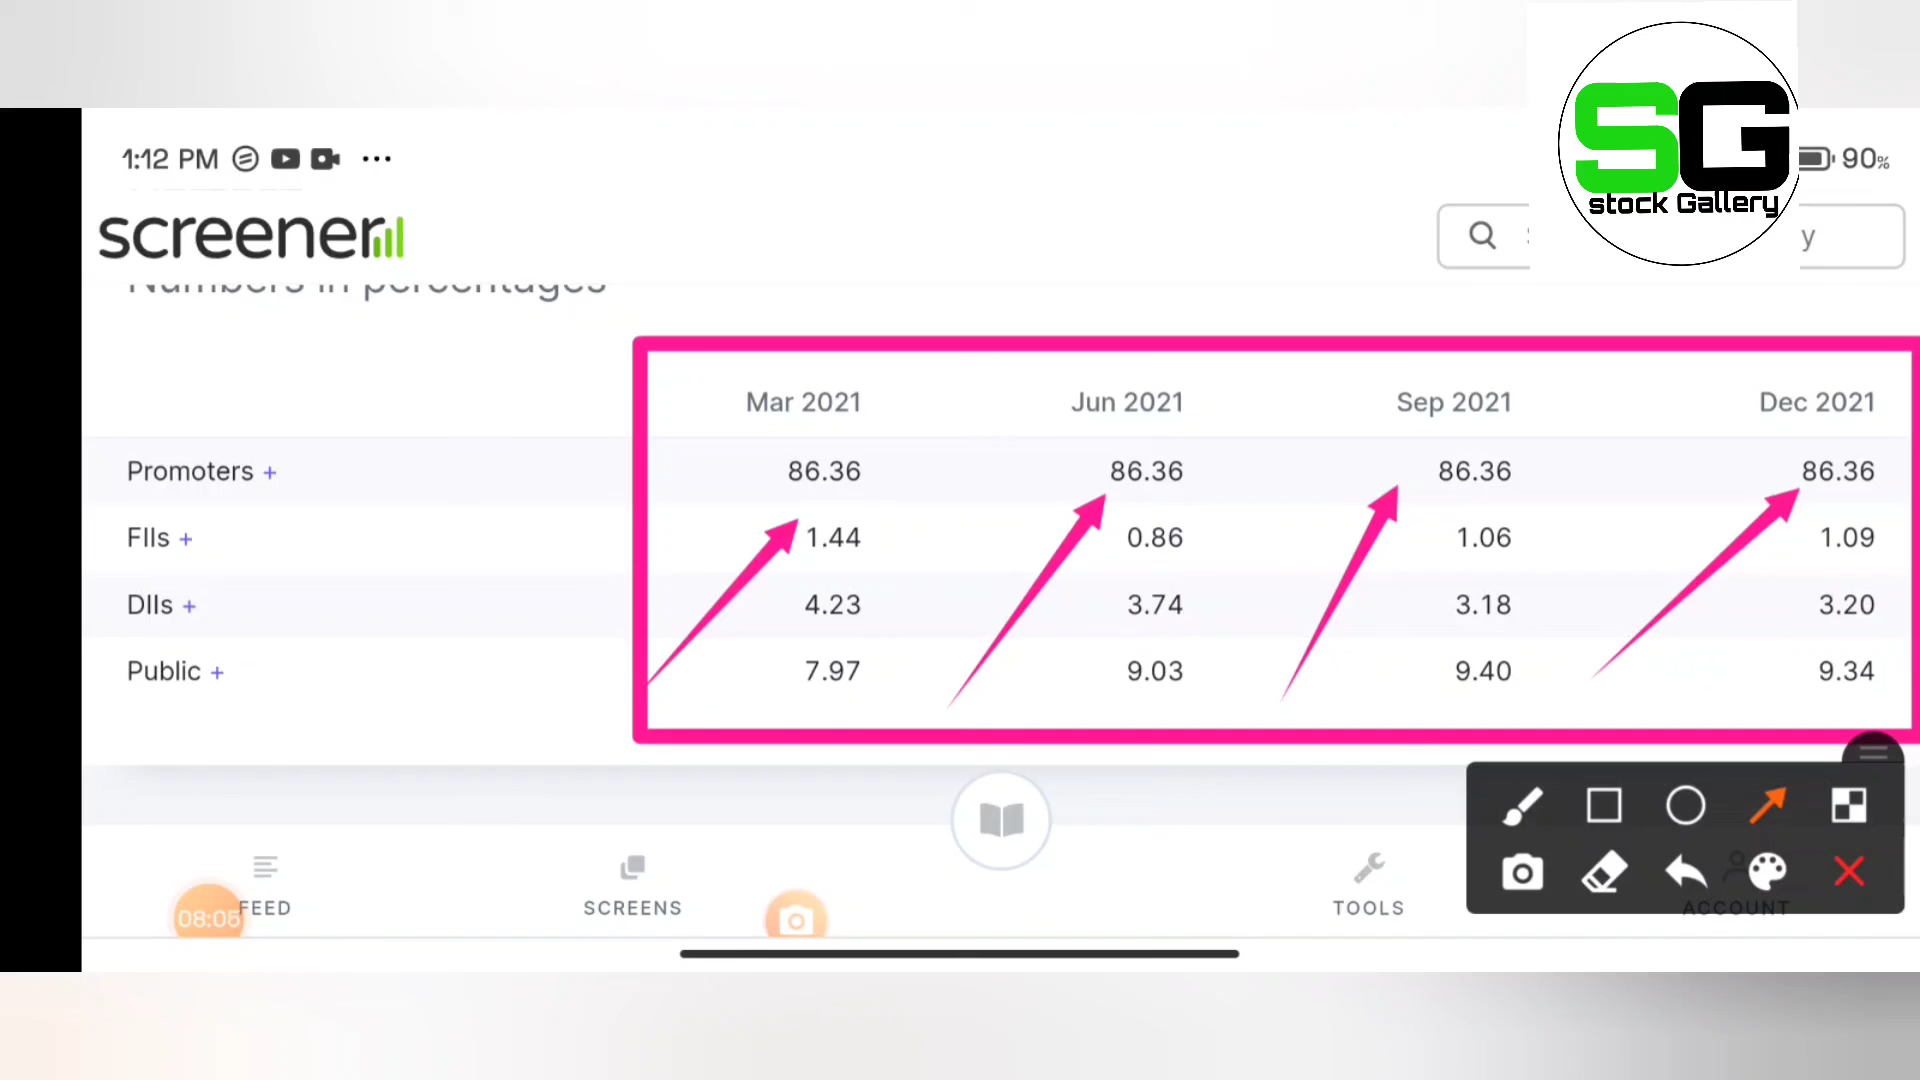 SG
stock Gallery
1:12 PM
90%
screener
y
Numbers in percentages
Mar 2021 Jun 2021 Sep 2021 Dec 2021
Promoters + 86.36 86.36 86.36 86.36
FIIs + 1.44 0.86 1.06 1.09
DIIs + 4.23 3.74 3.18 3.20
Public + 7.97 9.03 9.40 9.34
08:05
FEED SCREENS TOOLS ACCOUNT